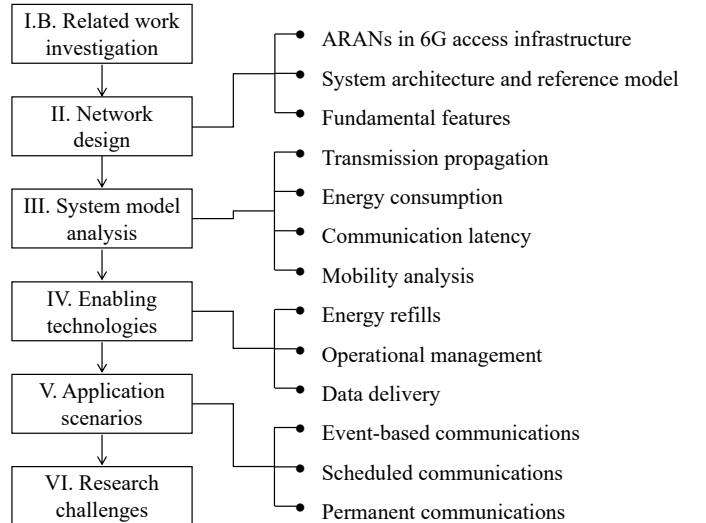 I.B. Related work
investigation
II. Network
design
III. System model
analysis
IV. Enabling
technologies
V. Application
scenarios
VI. Research
challenges
ARANs in 6G access infrastructure
System architecture and reference model
Fundamental features
Transmission propagation
Energy consumption
Communication latency
Mobility analysis
Energy refills
Operational management
Data delivery
Event-based communications
Scheduled communications
Permanent communications